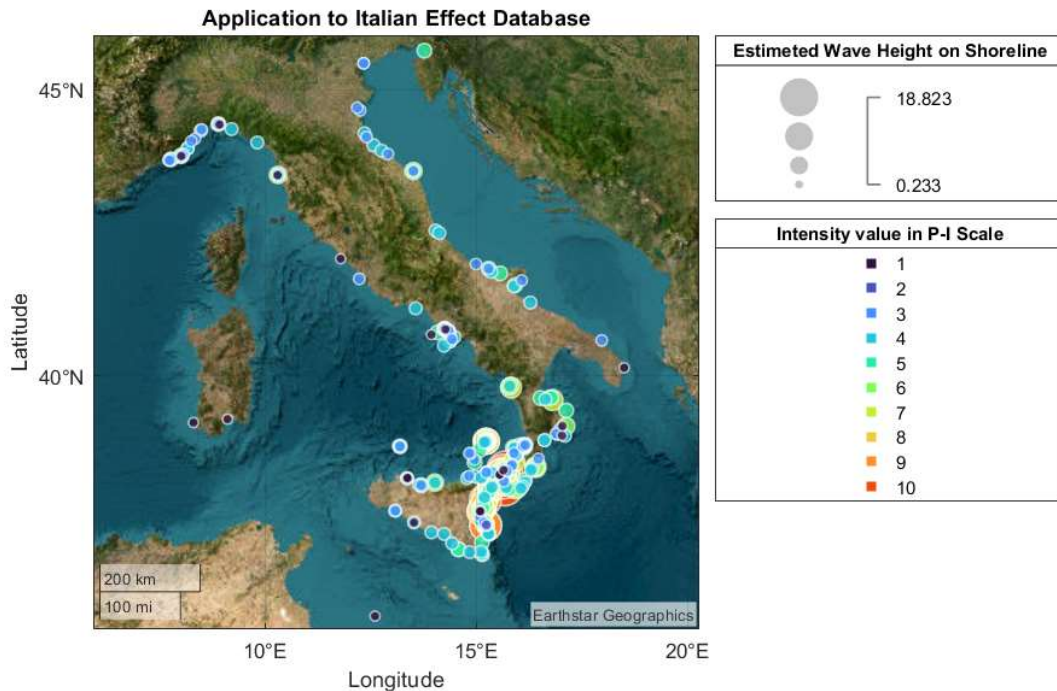 Application to Italian Effect Database
Latitude
45°N
40°N
200 km
100 mi
Earthstar Geographics
10°E
15°E
20°E
Longitude
Estimeted Wave Height on Shoreline
18.823
0.233
Intensity value in P-I Scale
1
2
3
4
5
6
7
8
9
10